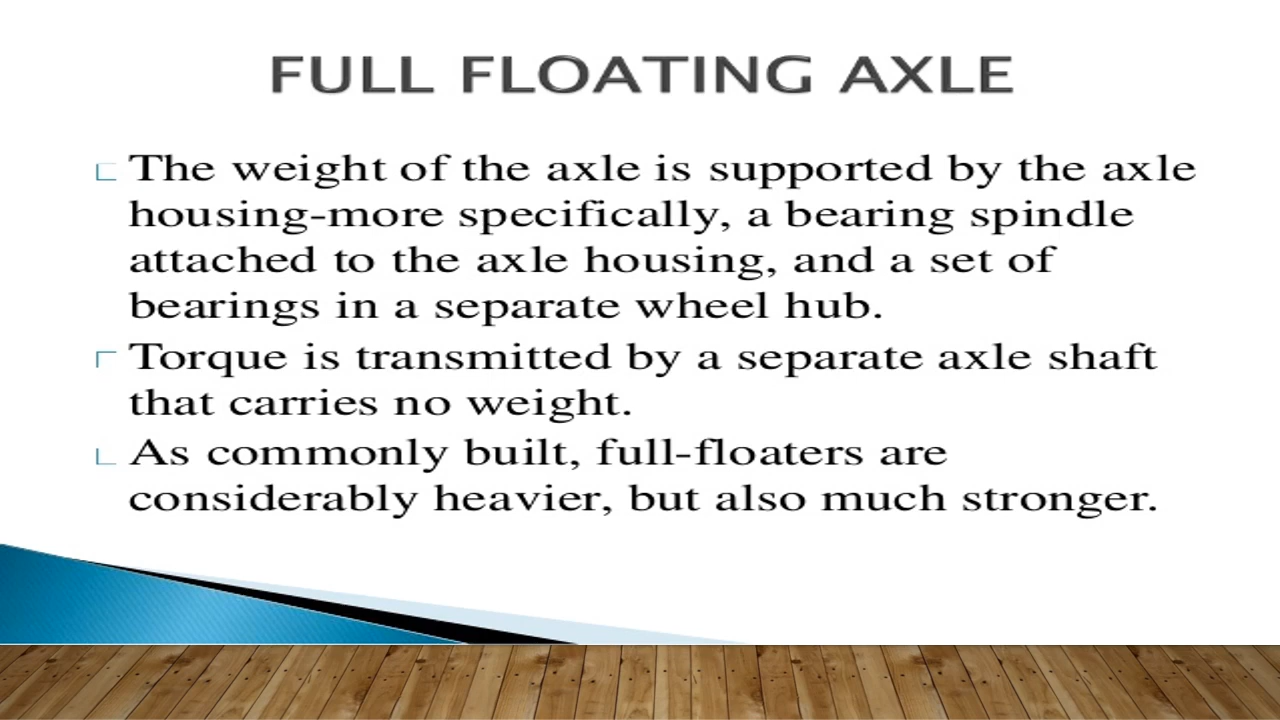 FULL FLOATING AXLE
The weight of the axle is supported by the axle
housing-more specifically, a bearing spindle
attached to the axle housing, and a set of
bearings in a separate wheel hub.
Torque is transmitted by a separate axle shaft
that carries no weight.
As commonly built, full-floaters are
considerably heavier, but also much stronger.